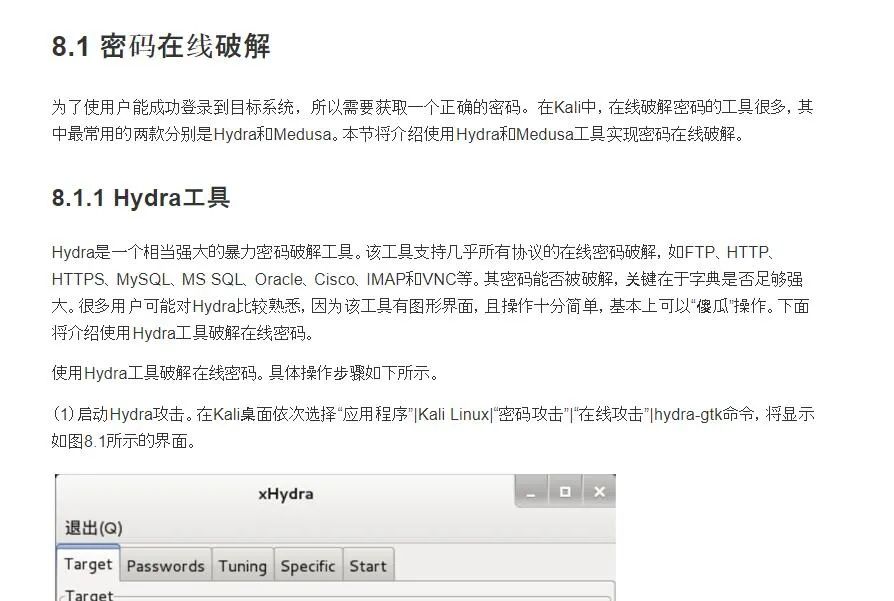 8.1 密码在线破解
为了使用户能成功登录到目标系统，所以需要获取一个正确的密码。在Kali中，在线破解密码的工具很多，其
中最常用的两款分别是Hydra和Medusa。本节将介绍使用Hydra和Medusa工具实现密码在线破解。
8.1.1 Hydra工具
Hydra是一个相当强大的暴力密码破解工具。该工具支持几乎所有协议的在线密码破解，如FTP、HTTP、
HTTPS、MySQL、MS SQL、Oracle、Cisco、IMAP和VNC等。其密码能否被破解，关键在于字典是否足够强
大。很多用户可能对Hydra比较熟悉，因为该工具有图形界面，且操作十分简单，基本上可以“傻瓜”操作。下面
将介绍使用Hydra工具破解在线密码。
使用Hydra工具破解在线密码。具体操作步骤如下所示。
（1）启动Hydra攻击。在Kali桌面依次选择“应用程序”|Kali Linux|“密码攻击”|“在线攻击”|hydra-gtk命令，将显示
如图8.1所示的界面。
xHydra
退出(Q)
Target Passwords Tuning Specific Start
Target